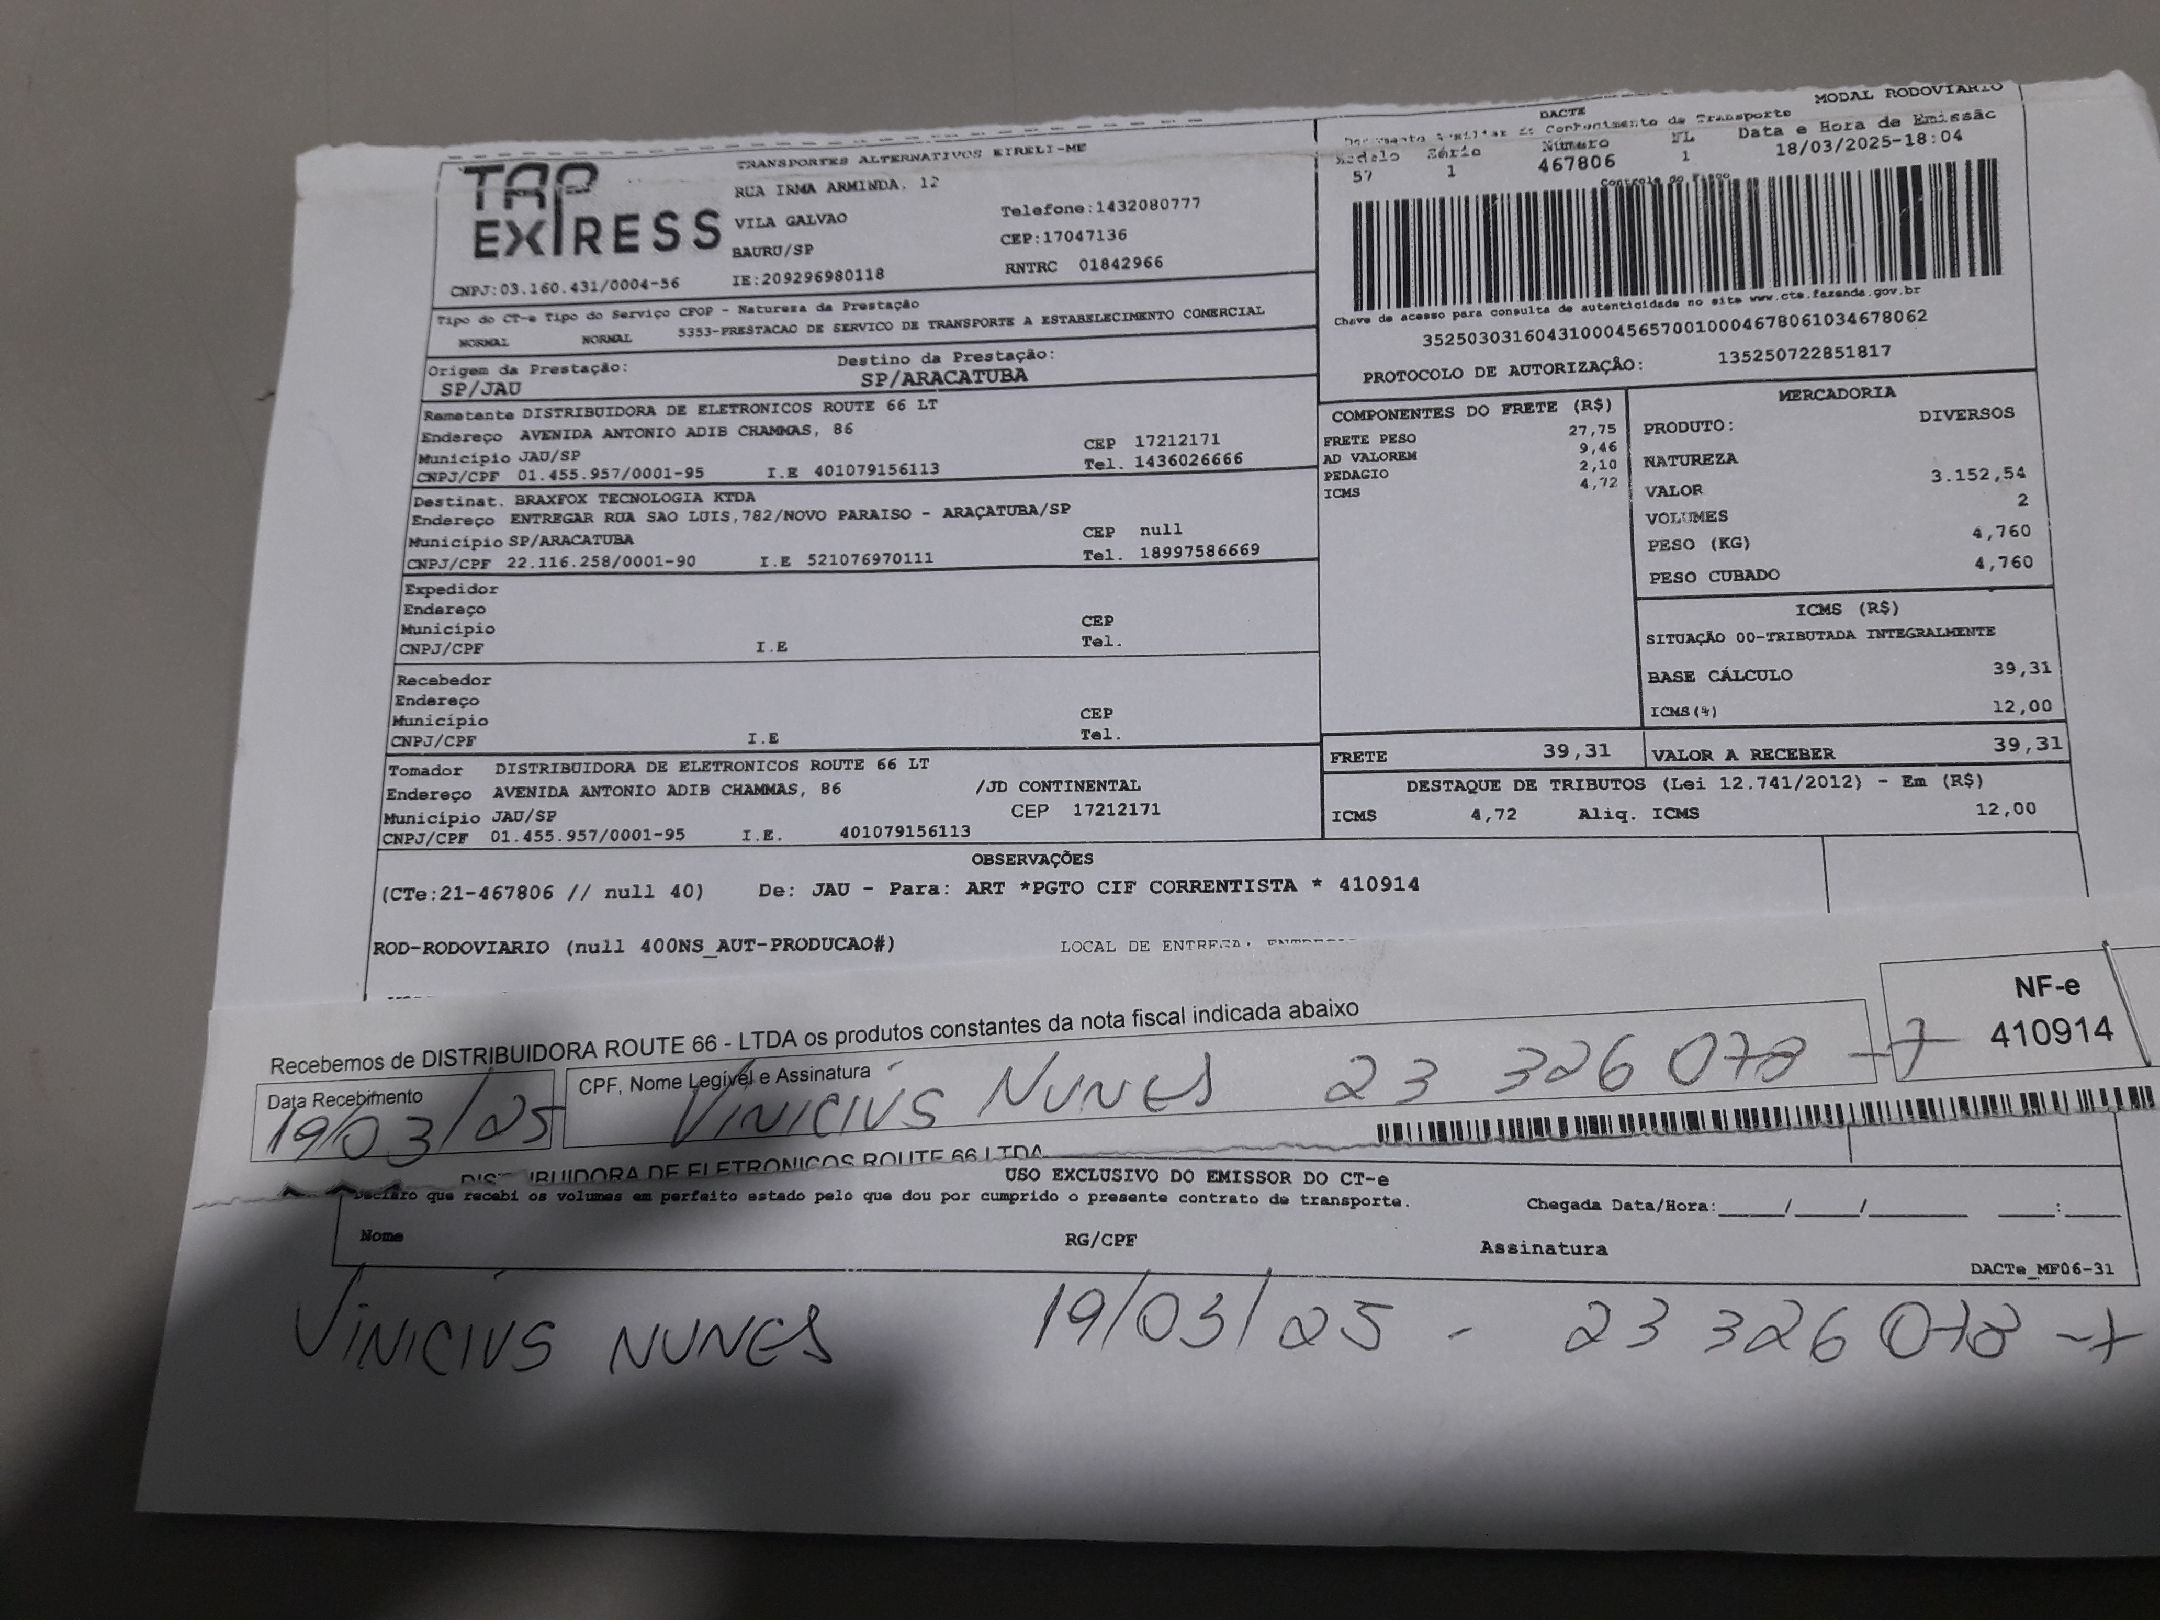 TAP EXPRESS
TRANSPORTES ALTERNATIVOS EIRELI-ME
RUA IRMA ARMINDA, 12
VILA GALVAO
Telefone:1432080777
BAURU/SP
CEP:17047136
CNPJ:03.160.431/0004-56
IE:209296980118
RNTRC 01842966
DACTE
MODAL RODOVIARIO
Documento Auxiliar do Conhecimento de Transporte
Modelo Série Número FL Data e Hora de Emissão
57 1 467806 1 18/03/2025-18:04
Controle do Fisco
Chave de acesso para consulta de autenticidade no site www.cte.fazenda.gov.br
35250303160431000456570010004678061034678062
PROTOCOLO DE AUTORIZAÇÃO: 135250722851817
Tipo do CT-e Tipo do Serviço CFOP - Natureza da Prestação
NORMAL NORMAL 5353-PRESTACAO DE SERVICO DE TRANSPORTE A ESTABELECIMENTO COMERCIAL
Origem da Prestação: Destino da Prestação:
SP/JAU SP/ARACATUBA
Remetente DISTRIBUIDORA DE ELETRONICOS ROUTE 66 LT
Endereço AVENIDA ANTONIO ADIB CHAMMAS, 86
Município JAU/SP CEP 17212171
CNPJ/CPF 01.455.957/0001-95 I.E 401079156113 Tel. 1436026666
Destinat. BRAXFOX TECNOLOGIA KTDA
Endereço ENTREGAR RUA SAO LUIS,782/NOVO PARAISO - ARAÇATUBA/SP
Município SP/ARACATUBA CEP null
CNPJ/CPF 22.116.258/0001-90 I.E 521076970111 Tel. 18997586669
Expedidor
Endereço
Município CEP
CNPJ/CPF I.E Tel.
Recebedor
Endereço
Município CEP
CNPJ/CPF I.E Tel.
Tomador DISTRIBUIDORA DE ELETRONICOS ROUTE 66 LT
Endereço AVENIDA ANTONIO ADIB CHAMMAS, 86 /JD CONTINENTAL
Município JAU/SP CEP 17212171
CNPJ/CPF 01.455.957/0001-95 I.E. 401079156113
COMPONENTES DO FRETE (R$)
FRETE PESO 27,75
AD VALOREM 9,46
PEDAGIO 2,10
ICMS 4,72
MERCADORIA
PRODUTO: DIVERSOS
NATUREZA
VALOR 3.152,54
VOLUMES 2
PESO (KG) 4,760
PESO CUBADO 4,760
ICMS (R$)
SITUAÇÃO 00-TRIBUTADA INTEGRALMENTE
BASE CÁLCULO 39,31
ICMS(%) 12,00
FRETE 39,31 VALOR A RECEBER 39,31
DESTAQUE DE TRIBUTOS (Lei 12.741/2012) - Em (R$)
ICMS 4,72 Aliq. ICMS 12,00
OBSERVAÇÕES
(CTe:21-467806 // null 40) De: JAU - Para: ART *PGTO CIF CORRENTISTA * 410914
ROD-RODOVIARIO (null 400NS_AUT-PRODUCAO#) LOCAL DE ENTREGA:
Recebemos de DISTRIBUIDORA ROUTE 66 - LTDA os produtos constantes da nota fiscal indicada abaixo
NF-e
410914
Data Recebimento CPF, Nome Legível e Assinatura
19/03/25 VINICIUS NUNES 23 326 078 -7
DISTRIBUIDORA DE ELETRONICOS ROUTE 66 LTDA
USO EXCLUSIVO DO EMISSOR DO CT-e
Declaro que recebi os volumes em perfeito estado pelo que dou por cumprido o presente contrato de transporte.
Chegada Data/Hora:_____/_____/_______ ____:____
Nome RG/CPF Assinatura
DACTe_MF06-31
VINICIUS NUNES 19/03/25 - 23 326 078 -7